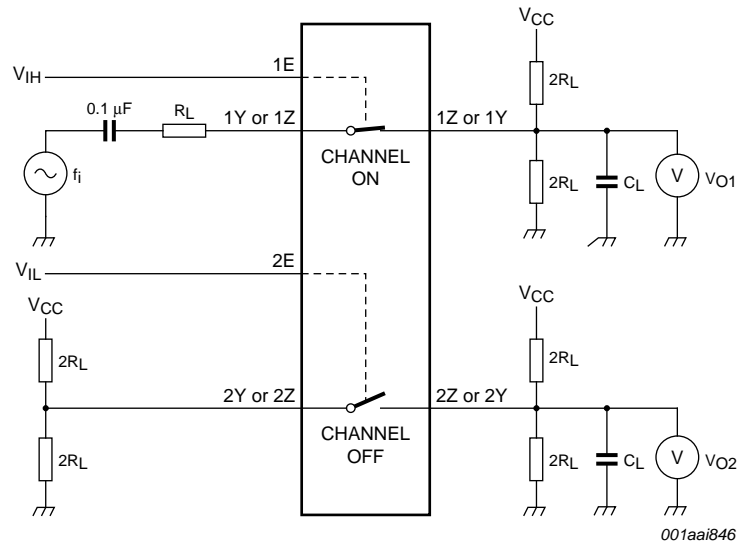 VCC
VIH
1E
2RL
0.1 μF
RL
1Y or 1Z
1Z or 1Y
fi
CHANNEL
ON
2RL
CL
V
VO1
VIL
2E
VCC
VCC
2RL
2RL
2Y or 2Z
2Z or 2Y
CHANNEL
OFF
2RL
2RL
CL
V
VO2
001aai846